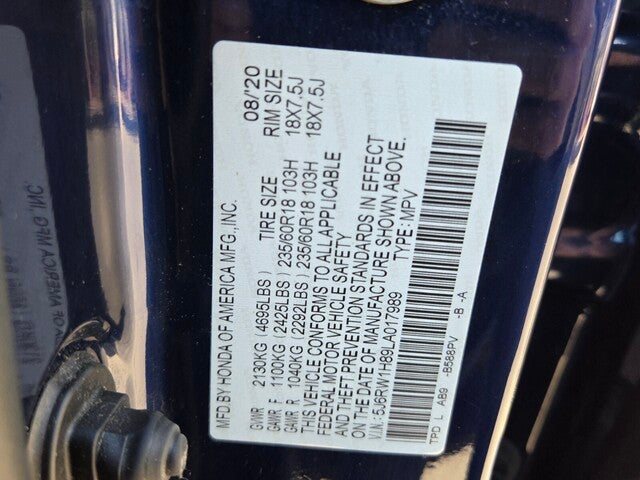 MFD.BY HONDA OF AMERICA MFG.,INC. 08/'20
GVWR 2130KG (4695LBS) TIRE SIZE RIM SIZE
GAWR F 1100KG (2425LBS) 235/60R18 103H 18X7.5J
GAWR R 1040KG (2292LBS) 235/60R18 103H 18X7.5J
THIS VEHICLE CONFORMS TO ALL APPLICABLE
FEDERAL MOTOR VEHICLE SAFETY
AND THEFT PREVENTION STANDARDS IN EFFECT
ON THE DATE OF MANUFACTURE SHOWN ABOVE.
V.I.N.: 5J6RW1H89LA017989 TYPE: MPV
TPD L A89 -B588PV -B -A